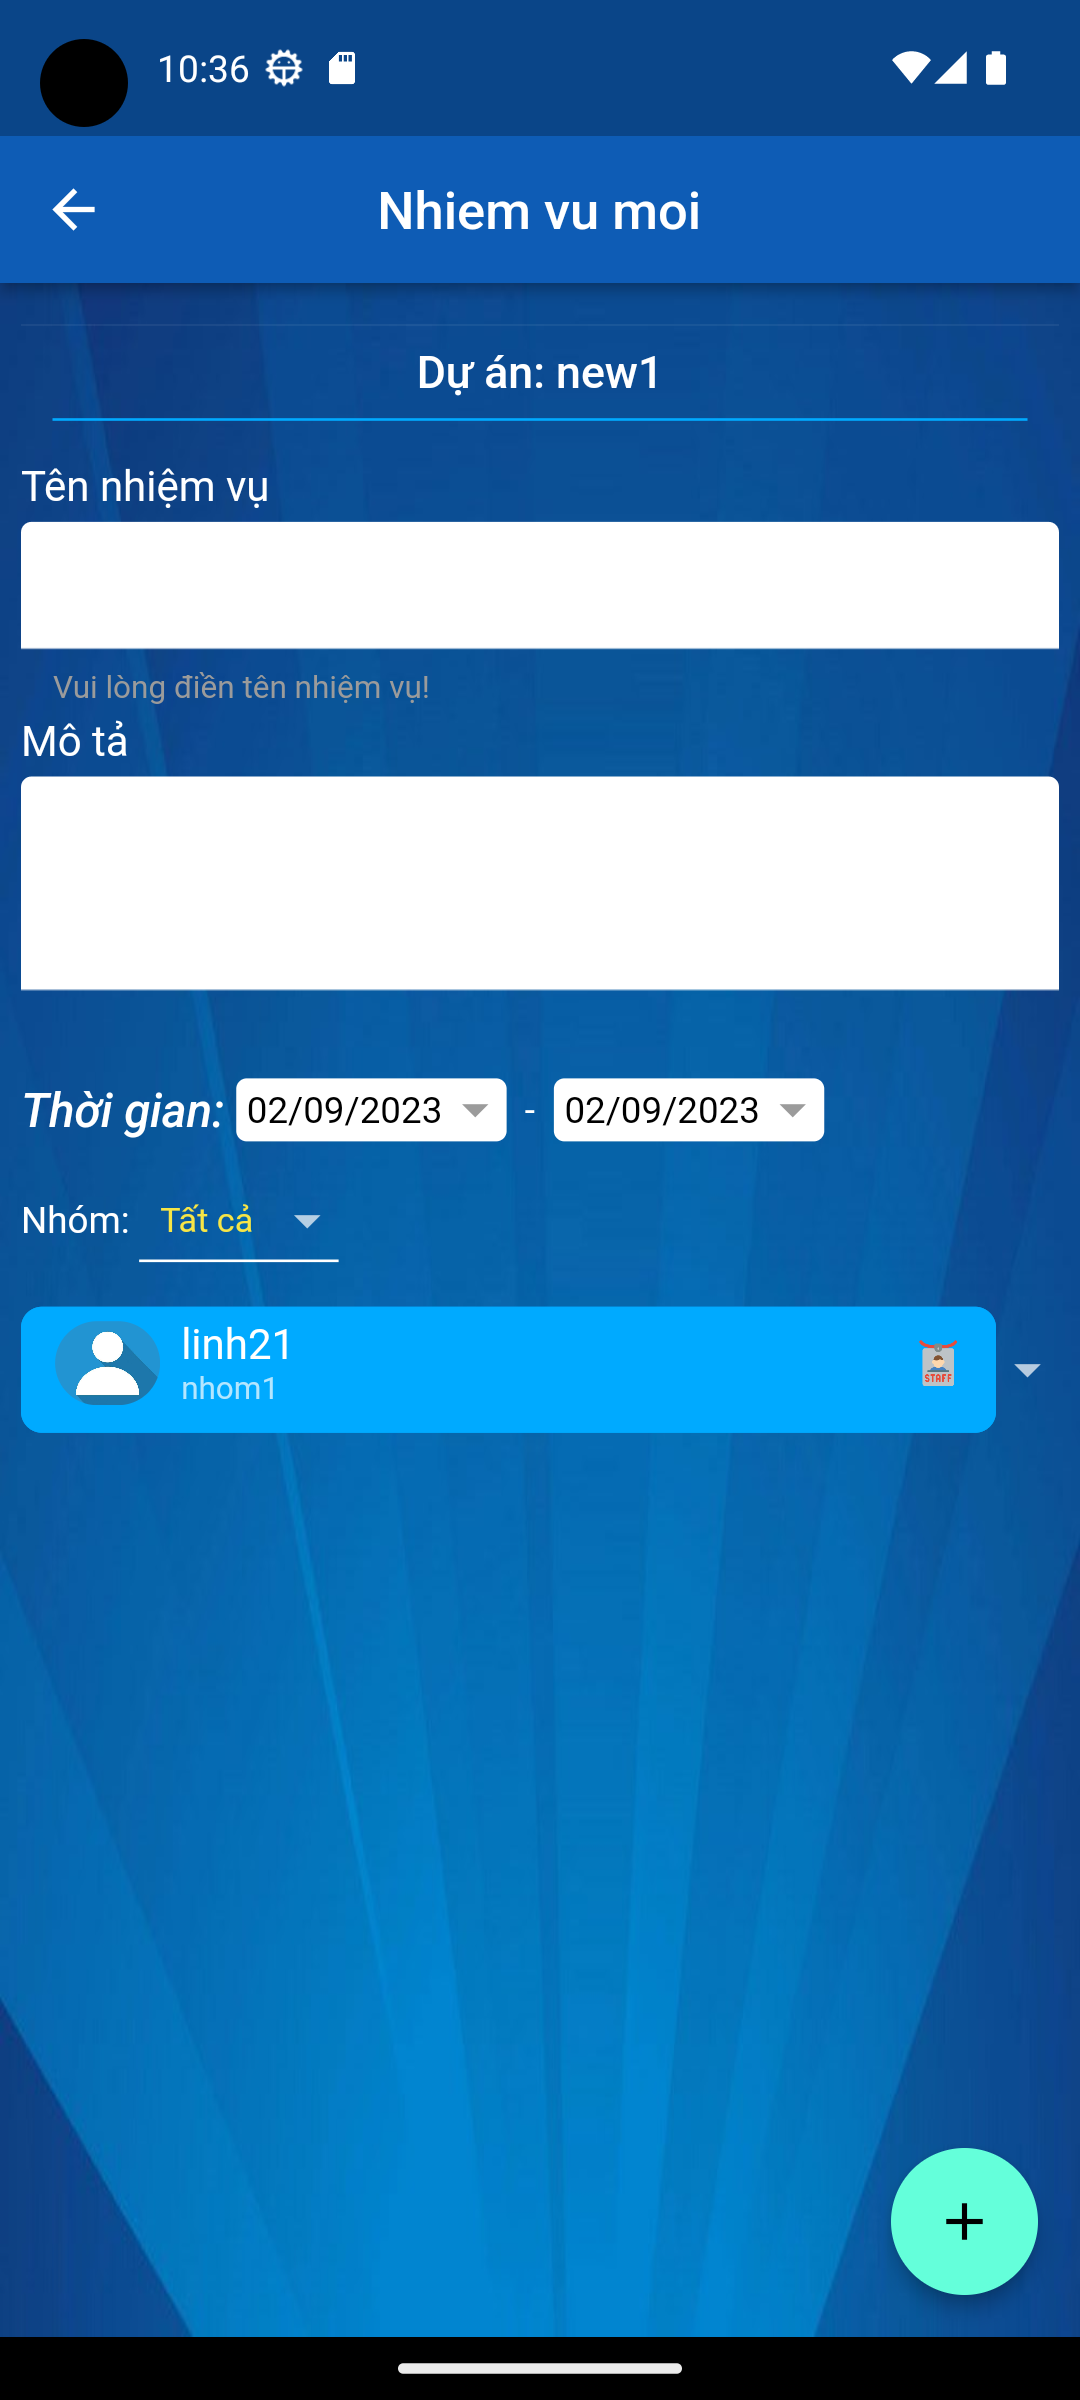 10:36
Nhiem vu moi
Dự án: new1
Tên nhiệm vụ
Vui lòng điền tên nhiệm vụ!
Mô tả
Thời gian: 02/09/2023 - 02/09/2023
Nhóm: Tất cả
linh21
nhom1
STAFF